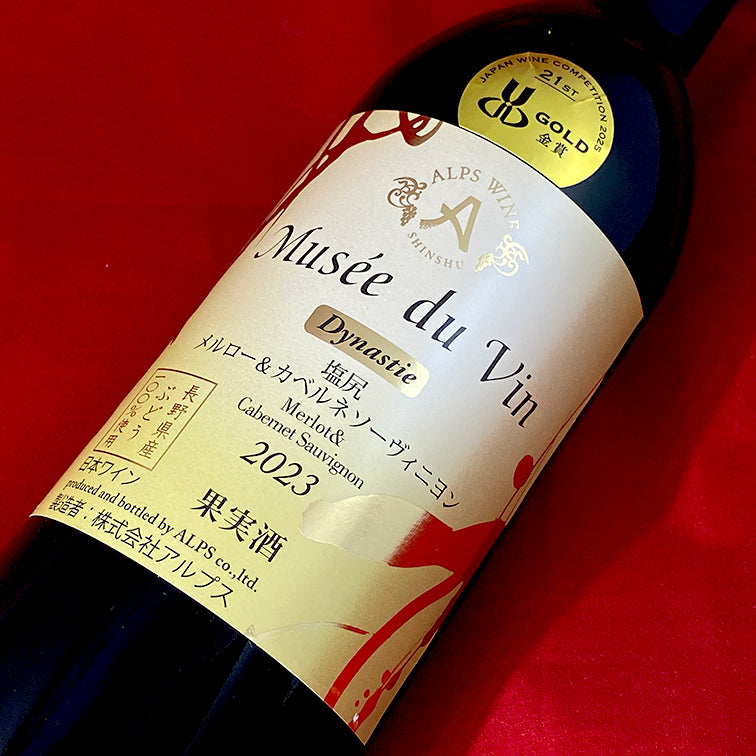 JAPAN WINE COMPETITION 2025
21ST
GOLD
金賞
ALPS WINE
A
SHINSHU
Musée du Vin
Dynastie
塩尻
メルロー&カベルネソーヴィニヨン
Merlot&
Cabernet Sauvignon
2023
長野県産
ぶどう
一〇〇%使用
果実酒
日本ワイン
produced and bottled by ALPS co.,ltd.
製造者:株式会社アルプス